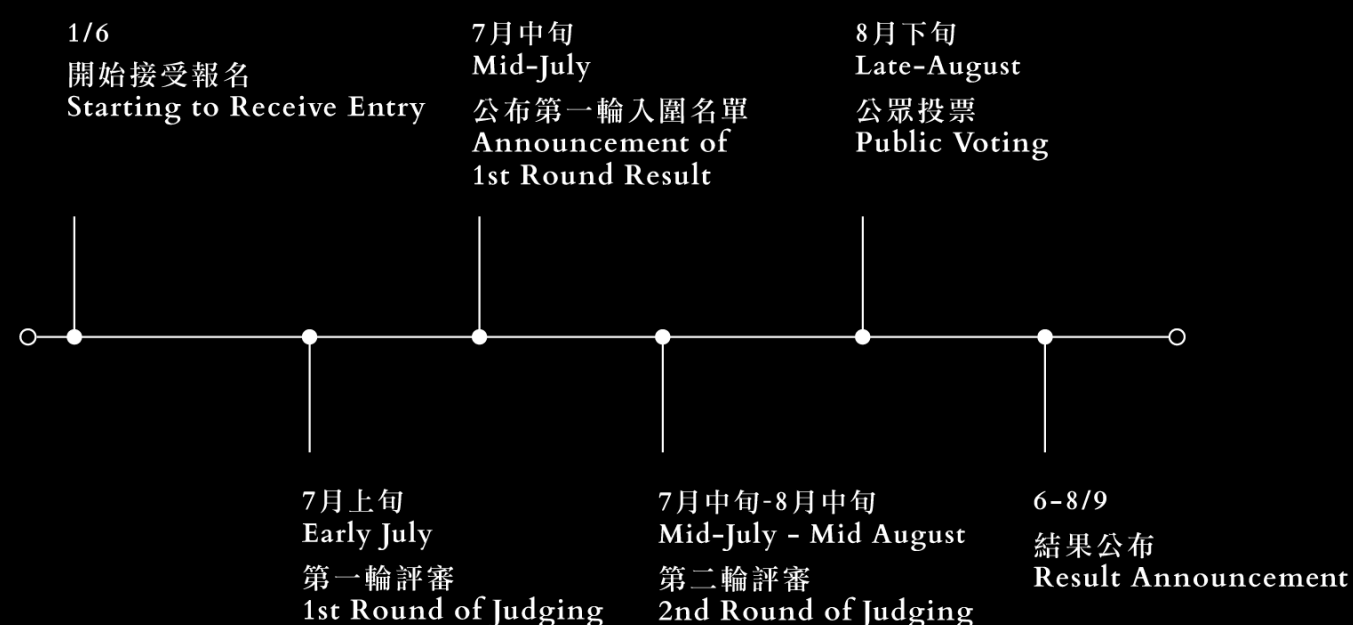 1/6
開始接受報名
Starting to Receive Entry
7月中旬
Mid-July
公布第一輪入圍名單
Announcement of
1st Round Result
8月下旬
Late-August
公眾投票
Public Voting
7月上旬
Early July
第一輪評審
1st Round of Judging
7月中旬-8月中旬
Mid-July - Mid August
第二輪評審
2nd Round of Judging
6-8/9
結果公布
Result Announcement